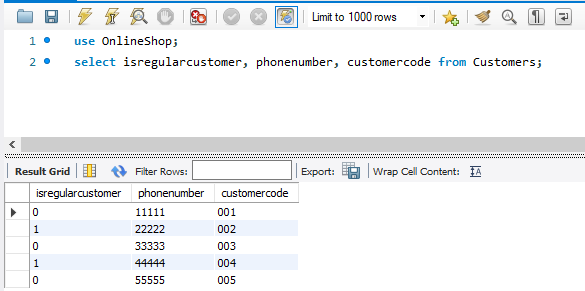 Limit to 1000 rows
1 use OnlineShop;
2 select isregularcustomer, phonenumber, customercode from Customers;
Result Grid Filter Rows: Export: Wrap Cell Content: IA
isregularcustomer phonenumber customercode
0 11111 001
1 22222 002
0 33333 003
1 44444 004
0 55555 005